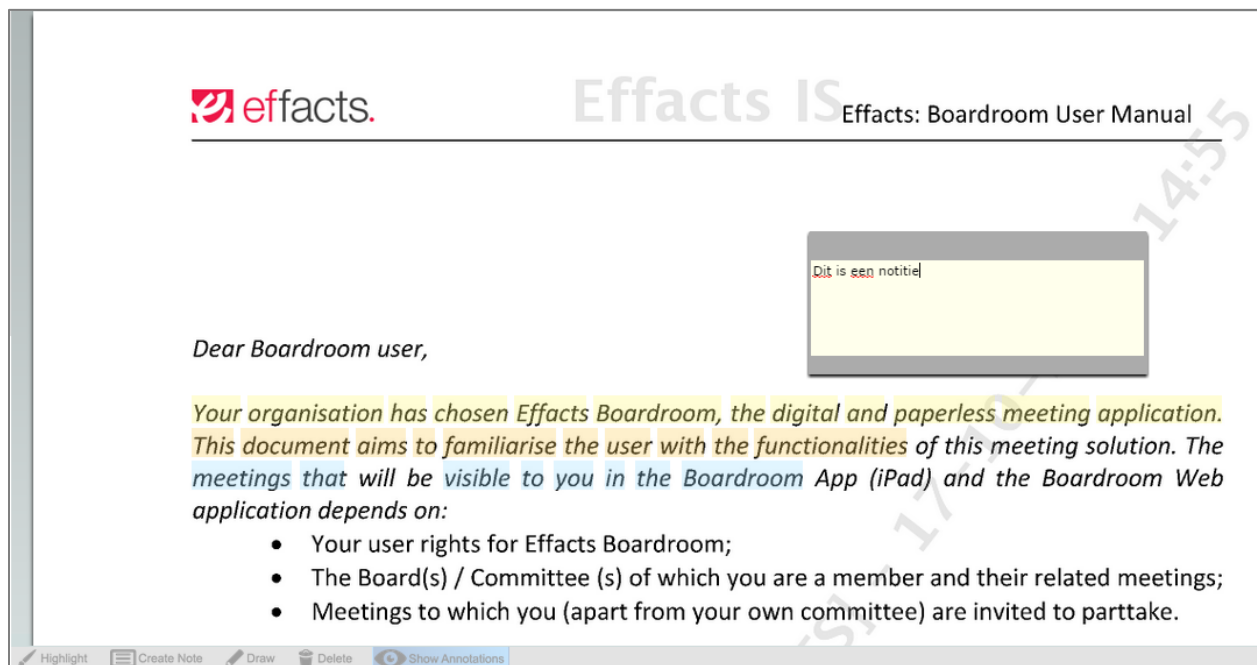 effacts.
Effacts IS
Effacts: Boardroom User Manual
14:55
Dit is een notitie
Dear Boardroom user,
Your organisation has chosen Effacts Boardroom, the digital and paperless meeting application.
This document aims to familiarise the user with the functionalities of this meeting solution. The
meetings that will be visible to you in the Boardroom App (iPad) and the Boardroom Web
application depends on:
• Your user rights for Effacts Boardroom;
• The Board(s) / Committee (s) of which you are a member and their related meetings;
• Meetings to which you (apart from your own committee) are invited to parttake.
Highlight Create Note Draw Delete Show Annotations